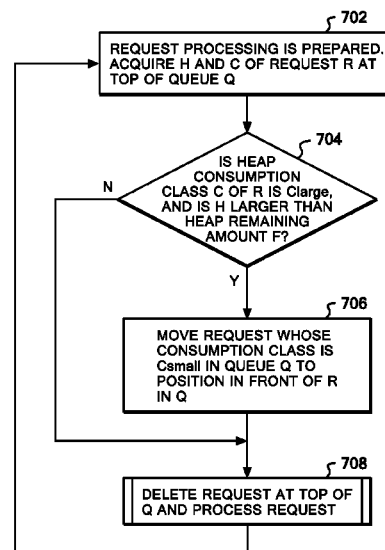 702
REQUEST PROCESSING IS PREPARED.
ACQUIRE H AND C OF REQUEST R AT
TOP OF QUEUE Q
704
IS HEAP
CONSUMPTION
CLASS C OF R IS Clarge,
AND IS H LARGER THAN
HEAP REMAINING
AMOUNT F?
N
Y
706
MOVE REQUEST WHOSE
CONSUMPTION CLASS IS
Csmall IN QUEUE Q TO
POSITION IN FRONT OF R
IN Q
708
DELETE REQUEST AT TOP OF
Q AND PROCESS REQUEST